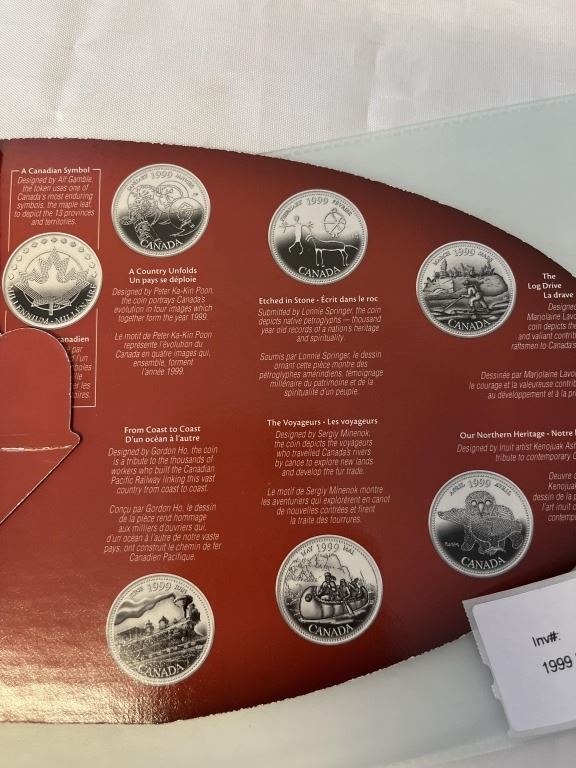 A Canadian Symbol
Designed by Alf Gamble,
the token uses one of
Canada's most enduring
symbols, the maple leaf,
to depict the 13 provinces
and territories.
MILLENNIUM • MILLÉNAIRE
canadien
JANUARY 1999 JANVIER
CANADA
A Country Unfolds
Un pays se déploie
Designed by Peter Ka-Kin Poon,
the coin portrays Canada's
evolution in four images which
together form the year 1999.
Le motif de Peter Ka-Kin Poon
représente l'évolution du
Canada en quatre images qui,
ensemble, forment
l'année 1999.
FEBRUARY 1999 FÉVRIER
CANADA
Etched in Stone • Écrit dans le roc
Submitted by Lonnie Springer, the coin
depicts native petroglyphs — thousand
year old records of a nation's heritage
and spirituality.
Soumis par Lonnie Springer, le dessin
ornant cette pièce montre des
pétroglyphes amérindiens, témoignage
millénaire du patrimoine et de la
spiritualité d'un peuple.
MARCH 1999 MARS
CANADA
The
Log Drive
La drave
Designed
Marjolaine Lavo
coin depicts the
and valiant contrib
raftsmen to Canada's
Dessinée par Marjolaine Lavo
le courage et la valeureuse contrib
au développement et à la pro
From Coast to Coast
D'un océan à l'autre
Designed by Gordon Ho, the coin
is a tribute to the thousands of
workers who built the Canadian
Pacific Railway linking this vast
country from coast to coast.
Conçu par Gordon Ho, le dessin
de la pièce rend hommage
aux milliers d'ouvriers qui,
d'un océan à l'autre de notre vaste
pays, ont construit le chemin de fer
Canadien Pacifique.
JUNE 1999 JUIN
CANADA
The Voyageurs • Les voyageurs
Designed by Sergiy Minenok,
the coin depicts the voyageurs
who travelled Canada's rivers
by canoe to explore new lands
and develop the fur trade.
Le motif de Sergiy Minenok montre
les aventuriers qui explorèrent en canot
de nouvelles contrées et firent
la traite des fourrures.
MAY 1999 MAI
CANADA
Our Northern Heritage • Notre
Designed by Inuit artist Kenojuak Ash
tribute to contemporary
Oeuvre
Kenojuak
dessin de la p
l'art inuit
contemp
APRIL 1999 AVRIL
CANADA
Inv#:
1999